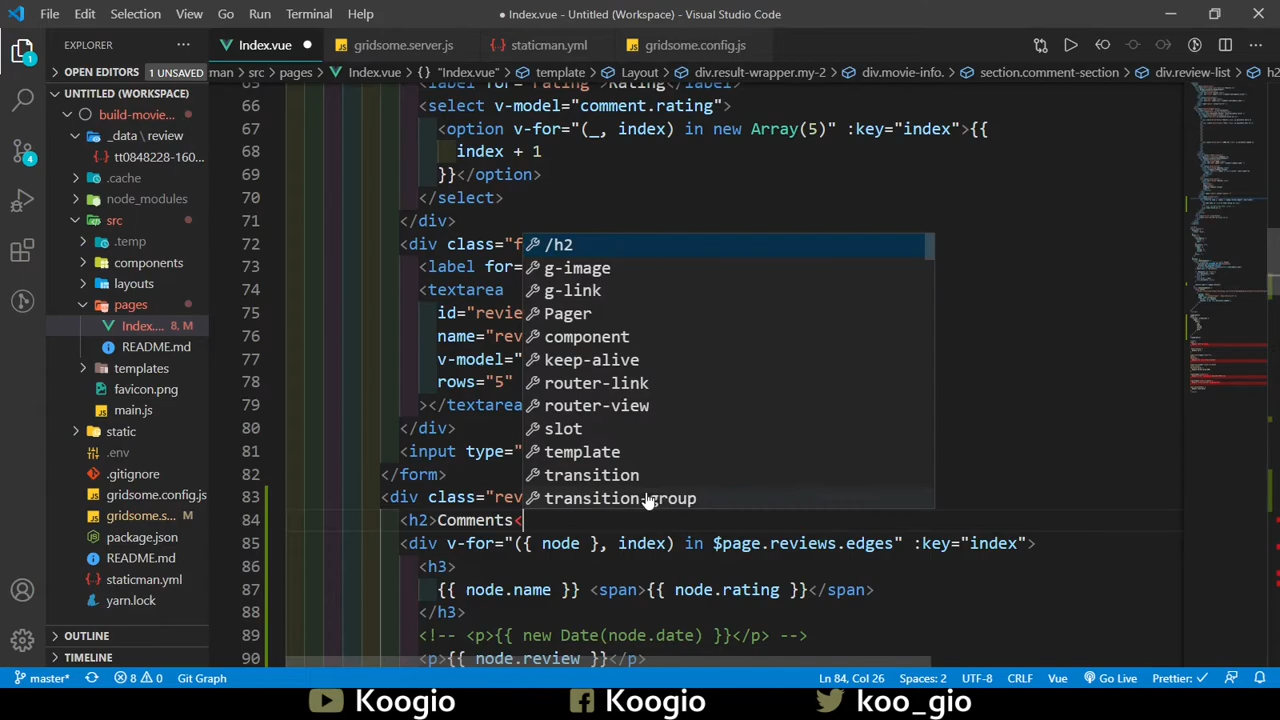 File Edit Selection View Go Run Terminal Help
● Index.vue - Untitled (Workspace) - Visual Studio Code
EXPLORER
Index.vue
gridsome.server.js
staticman.yml
gridsome.config.js
OPEN EDITORS 1 UNSAVED
man > src > pages > Index.vue > {} "Index.vue" > template > Layout > div.result-wrapper.my-2 > div.movie-info. > section.comment-section > div.review-list > h2
UNTITLED (WORKSPACE)
build-movie...
_data \ review
tt0848228-160...
.cache
node_modules
src
.temp
components
layouts
pages
Index.... 8, M
README.md
templates
favicon.png
main.js
static
.env
.gitignore
gridsome.config.js
gridsome.s... M
package.json
README.md
staticman.yml
yarn.lock
OUTLINE
TIMELINE
65 <label for="rating">Rating</label>
66 <select v-model="comment.rating">
67 <option v-for="(_, index) in new Array(5)" :key="index">{{
68 index + 1
69 }}</option>
70 </select>
71 </div>
72 <div class="f
73 <label for=
74 <textarea
75 id="revie
76 name="rev
77 v-model="
78 rows="5"
79 ></textarea
80 </div>
81 <input type="
82 </form>
83 <div class="rev
84 <h2>Comments<
85 <div v-for="({ node }, index) in $page.reviews.edges" :key="index">
86 <h3>
87 {{ node.name }} <span>{{ node.rating }}</span>
88 </h3>
89 <!-- <p>{{ new Date(node.date) }}</p> -->
90 <p>{{ node.review }}</p>
/h2
g-image
g-link
Pager
component
keep-alive
router-link
router-view
slot
template
transition
transition-group
4
1
master* 8 0 Git Graph Ln 84, Col 26 Spaces: 2 UTF-8 CRLF Vue Go Live Prettier: ✓
Koogio Koogio koo_gio